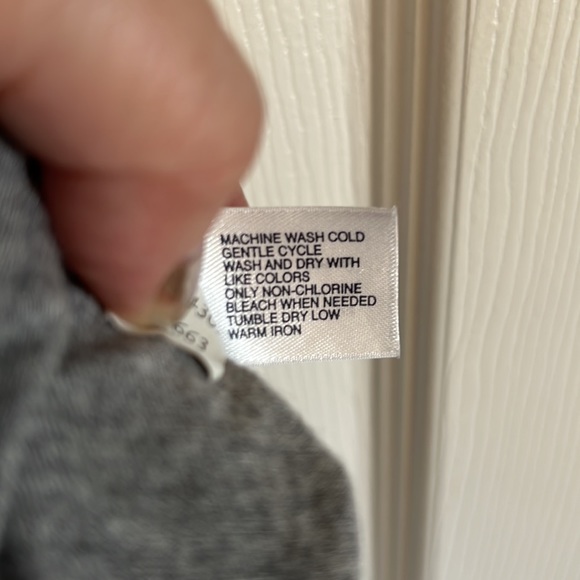 MACHINE WASH COLD
GENTLE CYCLE
WASH AND DRY WITH
LIKE COLORS
ONLY NON-CHLORINE
BLEACH WHEN NEEDED
TUMBLE DRY LOW
WARM IRON
663